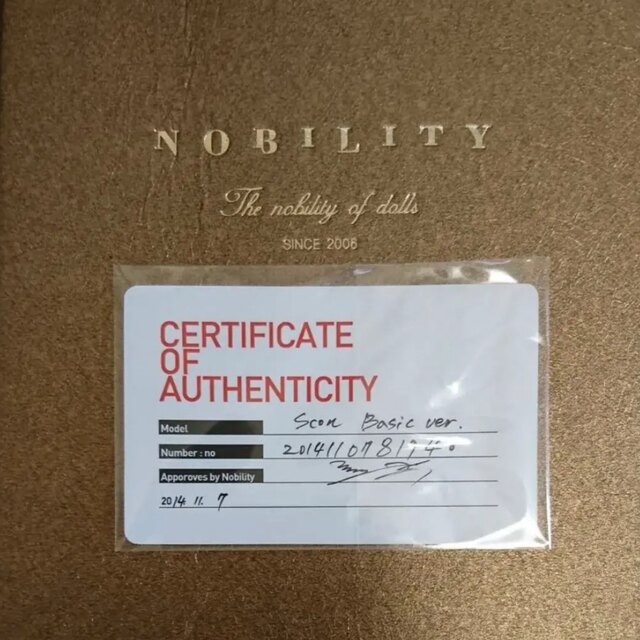 NOBILITY
The nobility of dolls
SINCE 2006
CERTIFICATE
OF
AUTHENTICITY
Model Scon Basic ver.
Number : no
Apporoves by Nobility
2014. 11. 7